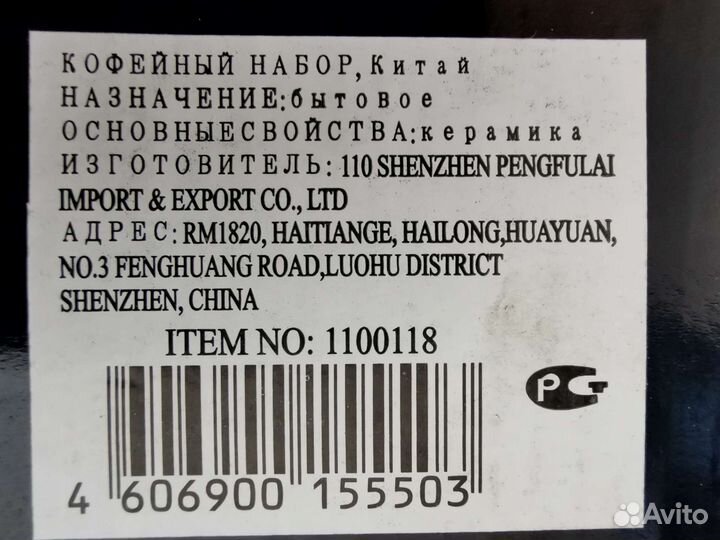 КОФЕЙНЫЙ НАБОР, Китай
НАЗНАЧЕНИЕ:бытовое
ОСНОВНЫЕСВОЙСТВА:керамика
ИЗГОТОВИТЕЛЬ: 110 SHENZHEN PENGFULAI
IMPORT & EXPORT CO., LTD
АДРЕС: RM1820, HAITIANGE, HAILONG,HUAYUAN,
NO.3 FENGHUANG ROAD,LUOHU DISTRICT
SHENZHEN, CHINA
ITEM NO: 1100118
РСТ
4 606900 155503
Avito